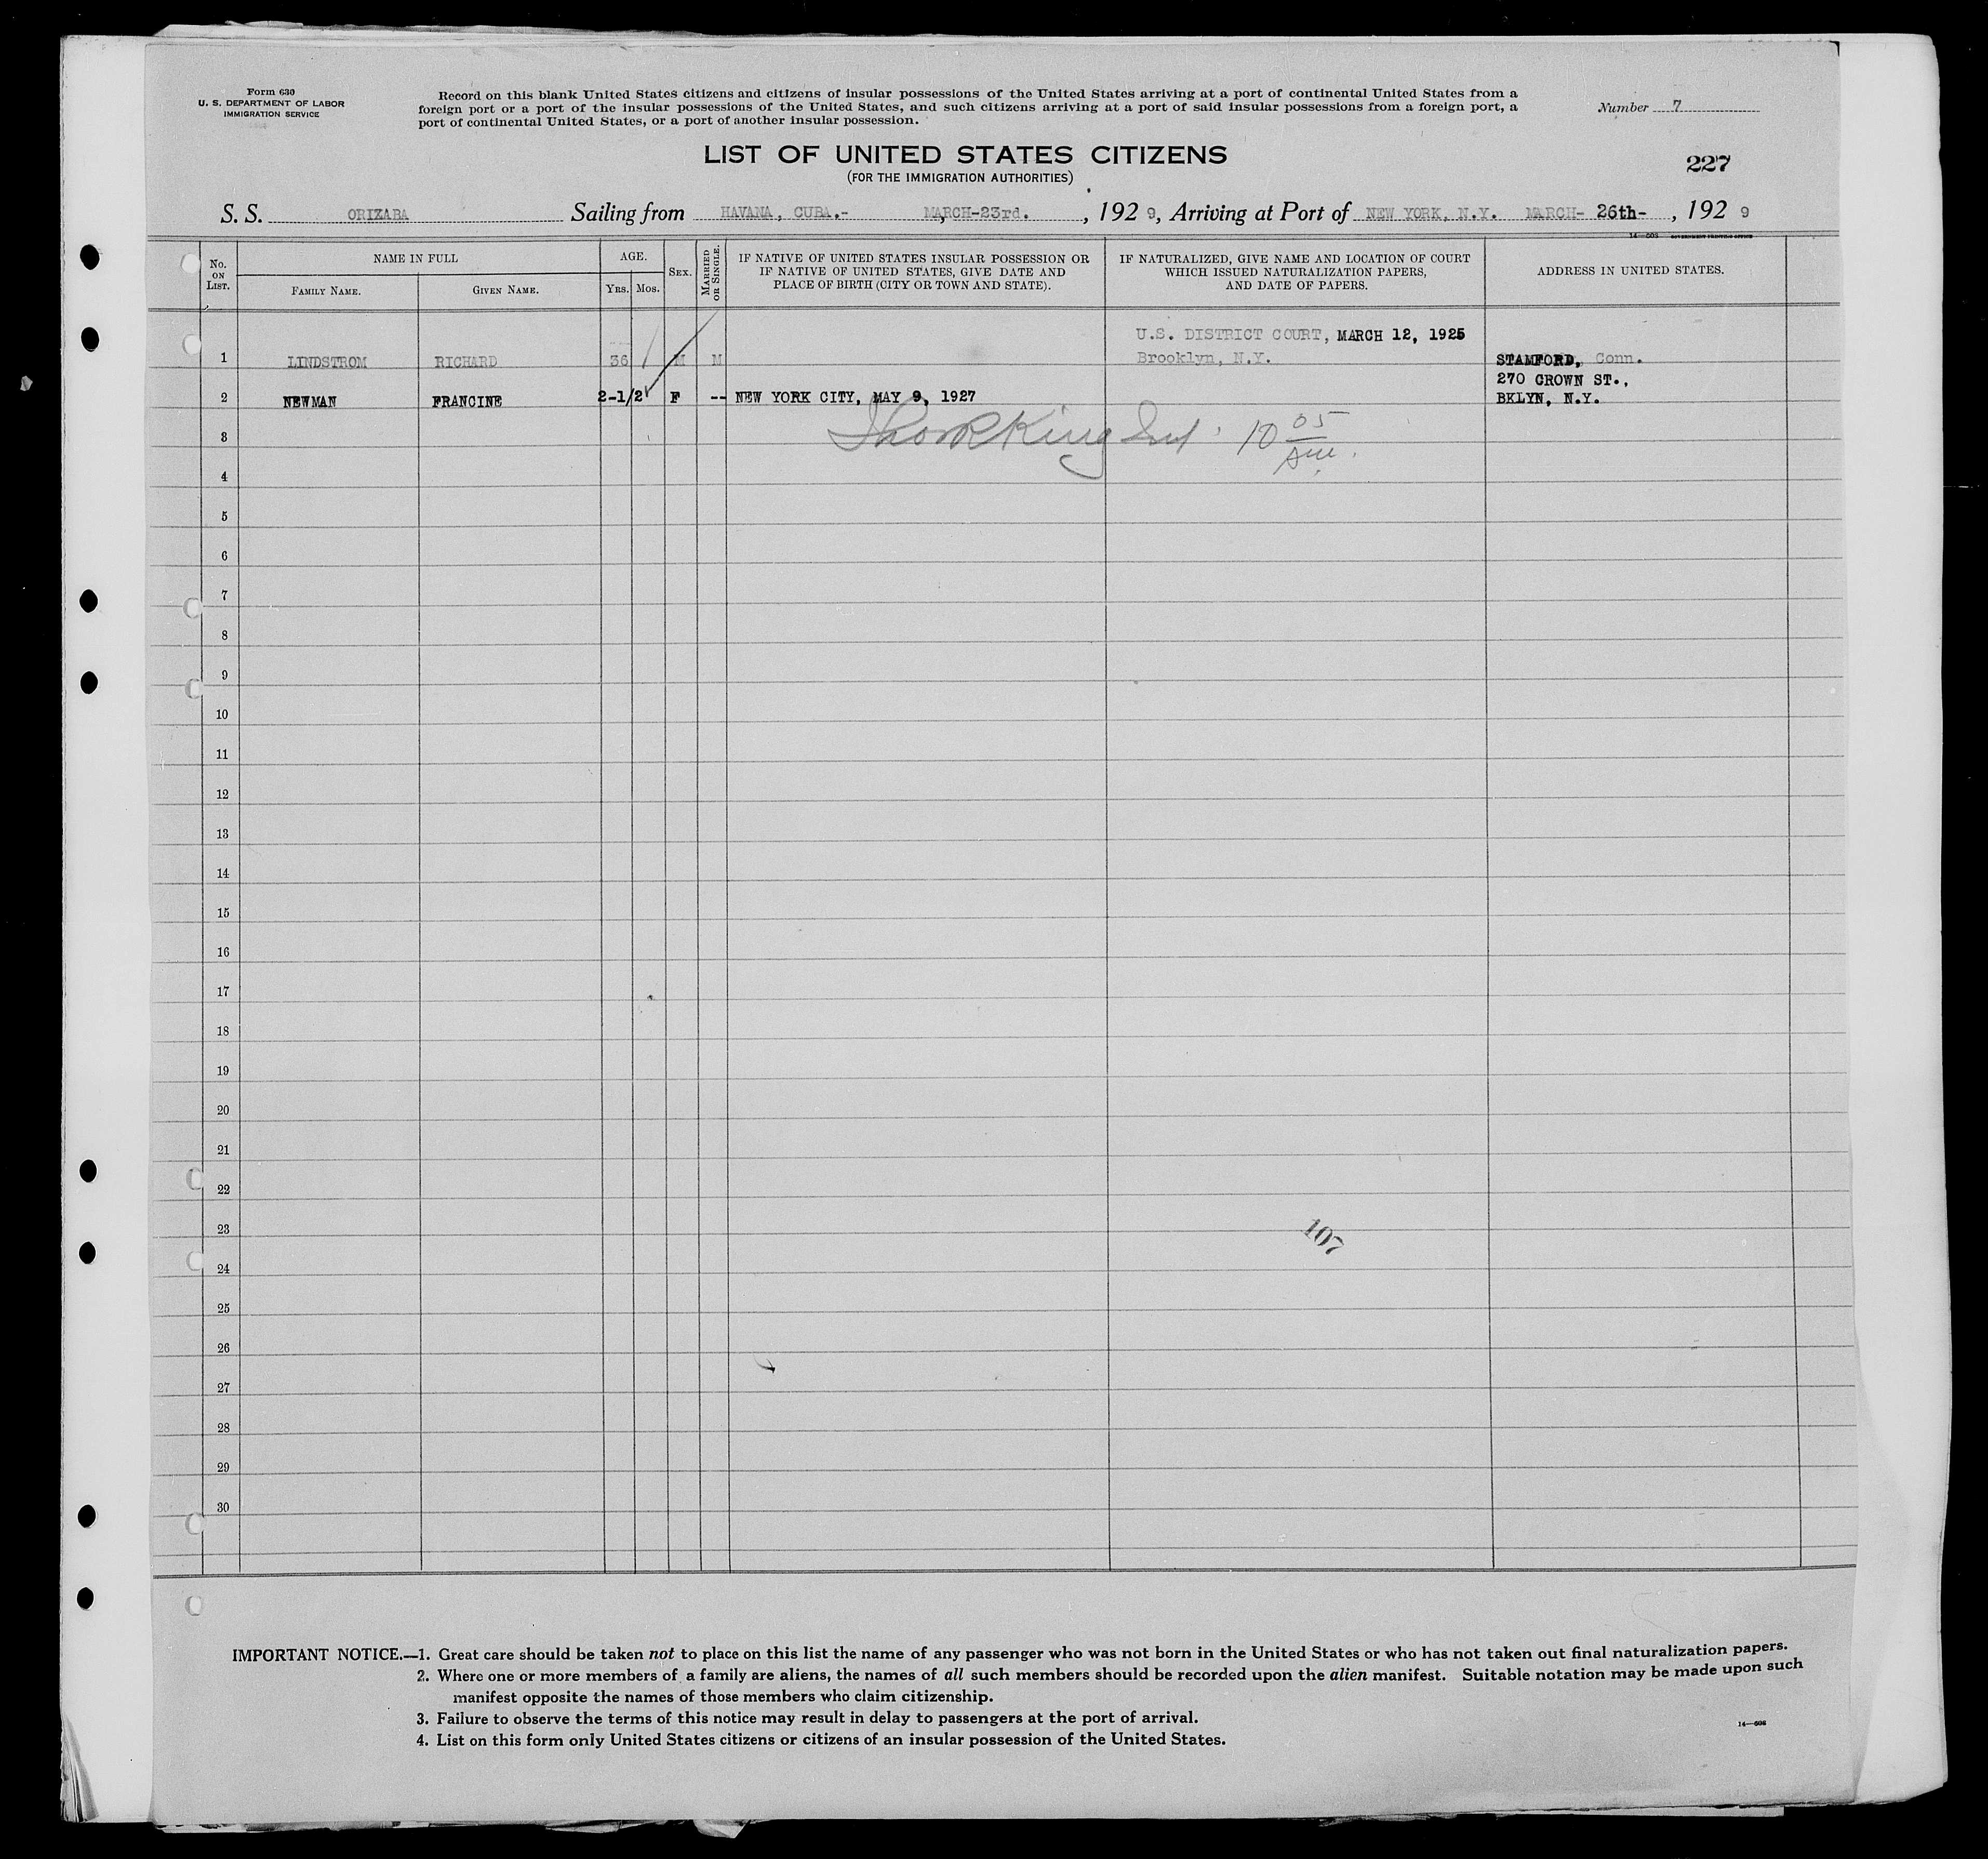 Form 630
U. S. DEPARTMENT OF LABOR
IMMIGRATION SERVICE
Record on this blank United States citizens and citizens of insular possessions of the United States arriving at a port of continental United States from a
foreign port or a port of the insular possessions of the United States, and such citizens arriving at a port of said insular possessions from a foreign port, a
port of continental United States, or a port of another insular possession.
Number 7
LIST OF UNITED STATES CITIZENS
(FOR THE IMMIGRATION AUTHORITIES)
227
S. S. ORIZABA Sailing from HAVANA, CUBA.- MARCH-23rd. , 1929, Arriving at Port of NEW YORK, N.Y. MARCH- 26th- , 1929
No. ON LIST.
NAME IN FULL
FAMILY NAME. GIVEN NAME.
AGE.
YRS. MOS.
SEX.
MARRIED OR SINGLE.
IF NATIVE OF UNITED STATES INSULAR POSSESSION OR
IF NATIVE OF UNITED STATES, GIVE DATE AND
PLACE OF BIRTH (CITY OR TOWN AND STATE).
IF NATURALIZED, GIVE NAME AND LOCATION OF COURT
WHICH ISSUED NATURALIZATION PAPERS,
AND DATE OF PAPERS.
ADDRESS IN UNITED STATES.
U.S. DISTRICT COURT, MARCH 12, 1925
1 LINDSTROM RICHARD 36 M M Brooklyn, N.Y. STAMFORD, Conn.
270 CROWN ST.,
2 NEWMAN FRANCINE 2-1/2 F -- NEW YORK CITY, MAY 9, 1927 BKLYN, N.Y.
3 King 10 05
4
5
6
7
8
9
10
11
12
13
14
15
16
17
18
19
20
21
22
23
107
24
25
26
27
28
29
30
IMPORTANT NOTICE.—1. Great care should be taken not to place on this list the name of any passenger who was not born in the United States or who has not taken out final naturalization papers.
2. Where one or more members of a family are aliens, the names of all such members should be recorded upon the alien manifest. Suitable notation may be made upon such
manifest opposite the names of those members who claim citizenship.
3. Failure to observe the terms of this notice may result in delay to passengers at the port of arrival.
4. List on this form only United States citizens or citizens of an insular possession of the United States.